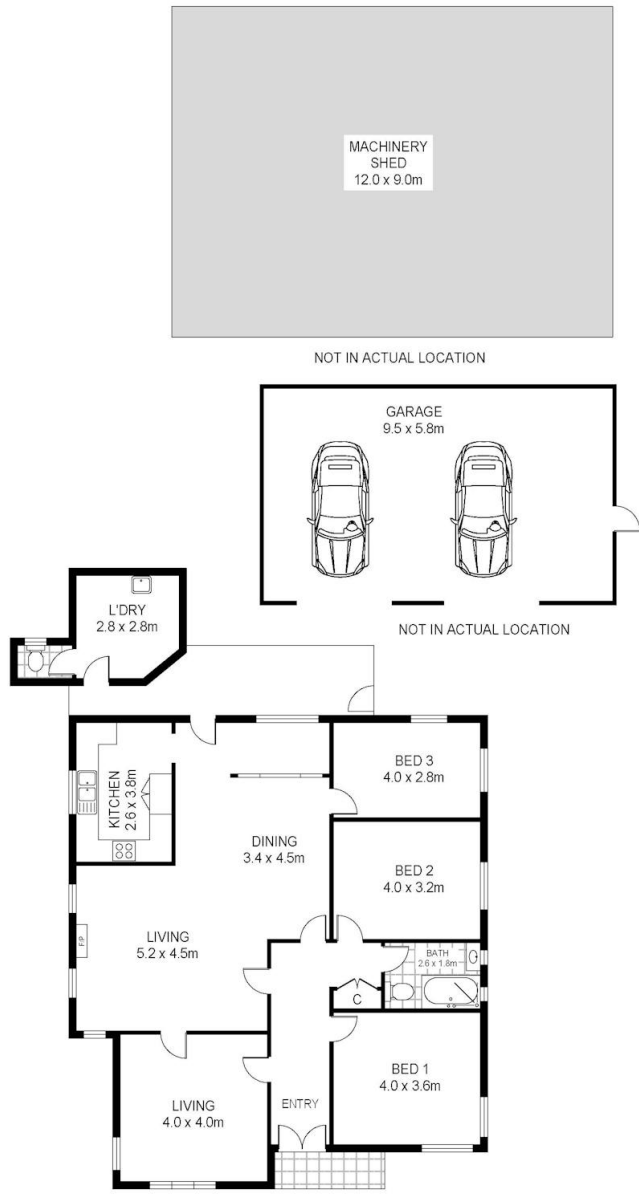 MACHINERY
SHED
12.0 x 9.0m
NOT IN ACTUAL LOCATION
GARAGE
9.5 x 5.8m
NOT IN ACTUAL LOCATION
L'DRY
2.8 x 2.8m
KITCHEN
2.6 x 3.8m
BED 3
4.0 x 2.8m
DINING
3.4 x 4.5m
BED 2
4.0 x 3.2m
LIVING
5.2 x 4.5m
F/P
BATH
2.6 x 1.8m
C
BED 1
4.0 x 3.6m
LIVING
4.0 x 4.0m
ENTRY